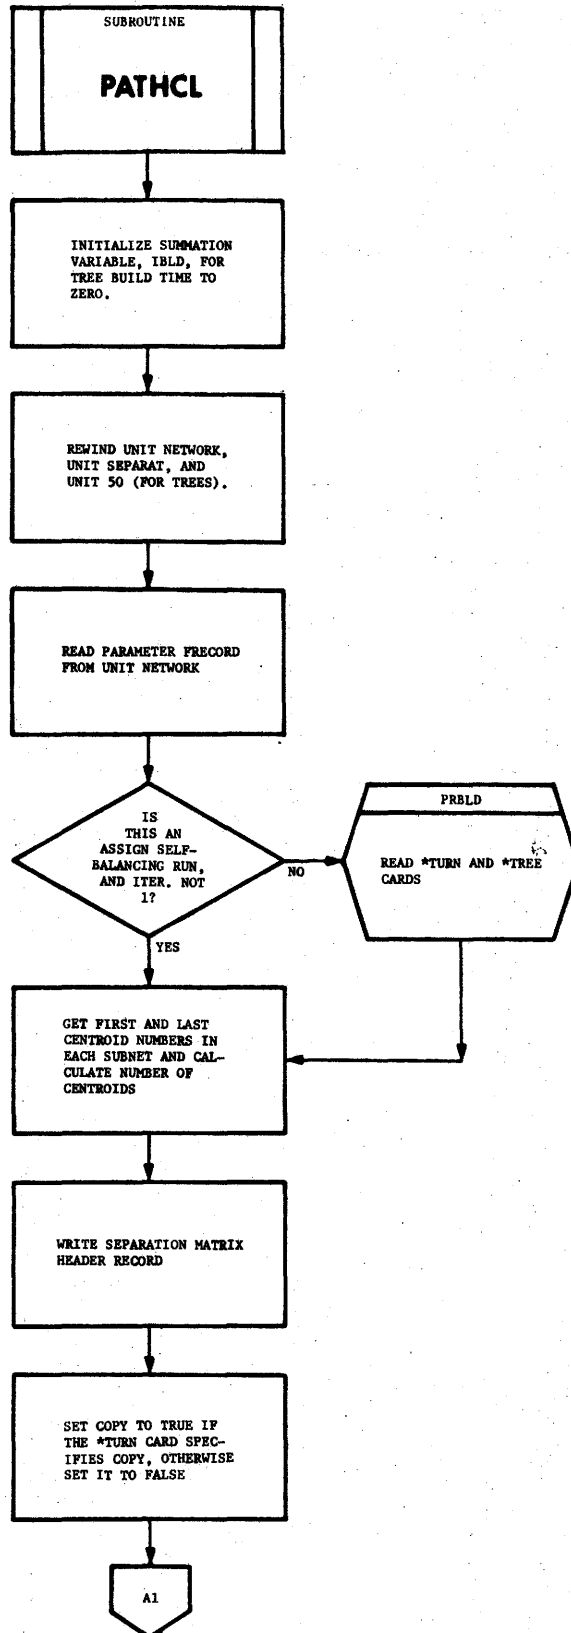 SUBROUTINE
PATHCL
INITIALIZE SUMMATION
VARIABLE, IBLD, FOR
TREE BUILD TIME TO
ZERO.
REWIND UNIT NETWORK,
UNIT SEPARAT, AND
UNIT 50 (FOR TREES).
READ PARAMETER FRECORD
FROM UNIT NETWORK
IS
THIS AN
ASSIGN SELF-
BALANCING RUN,
AND ITER. NOT
1?
NO
PRBLD
READ *TURN AND *TREE
CARDS
YES
GET FIRST AND LAST
CENTROID NUMBERS IN
EACH SUBNET AND CAL-
CULATE NUMBER OF
CENTROIDS
WRITE SEPARATION MATRIX
HEADER RECORD
SET COPY TO TRUE IF
THE *TURN CARD SPEC-
IFIES COPY, OTHERWISE
SET IT TO FALSE
A1